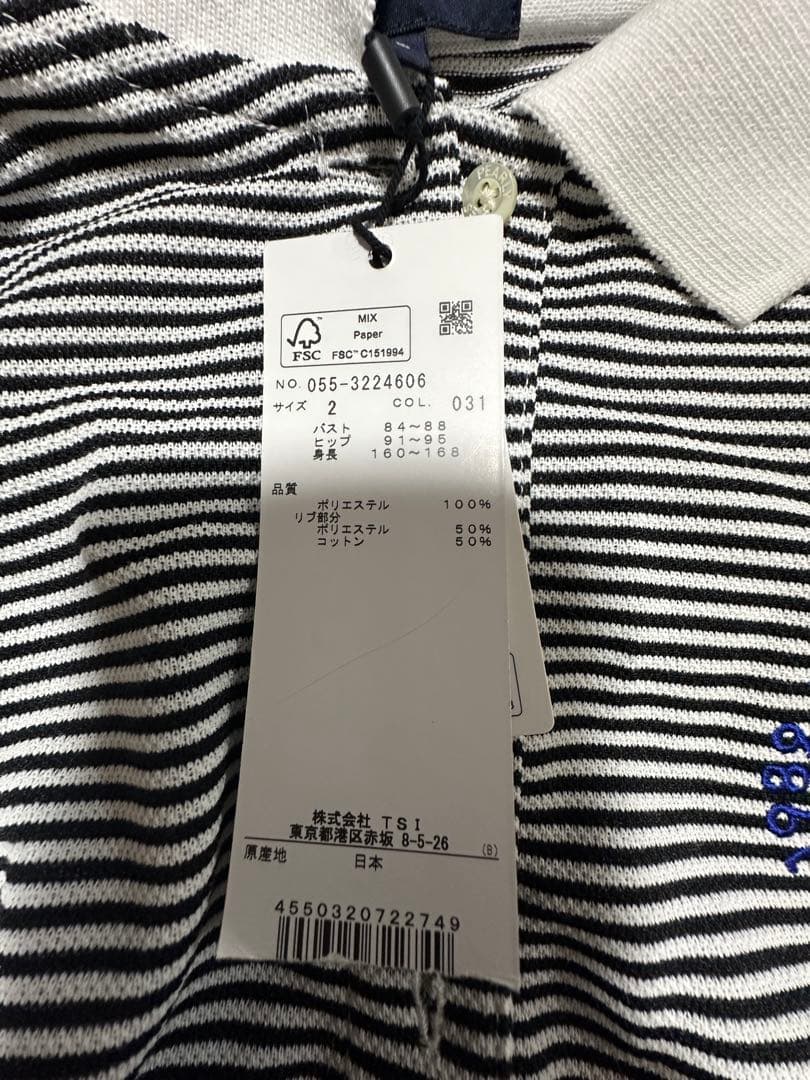 MIX
Paper
FSC™ C151994
FSC
NO. 055-3224606
サイズ 2 COL. 031
バスト 84～88
ヒップ 91～95
身長 160～168
品質
ポリエステル 100%
リブ部分
ポリエステル 50%
コットン 50%
株式会社 TSI
東京都港区赤坂 8-5-26 (B)
原産地 日本
4550320722749
1989